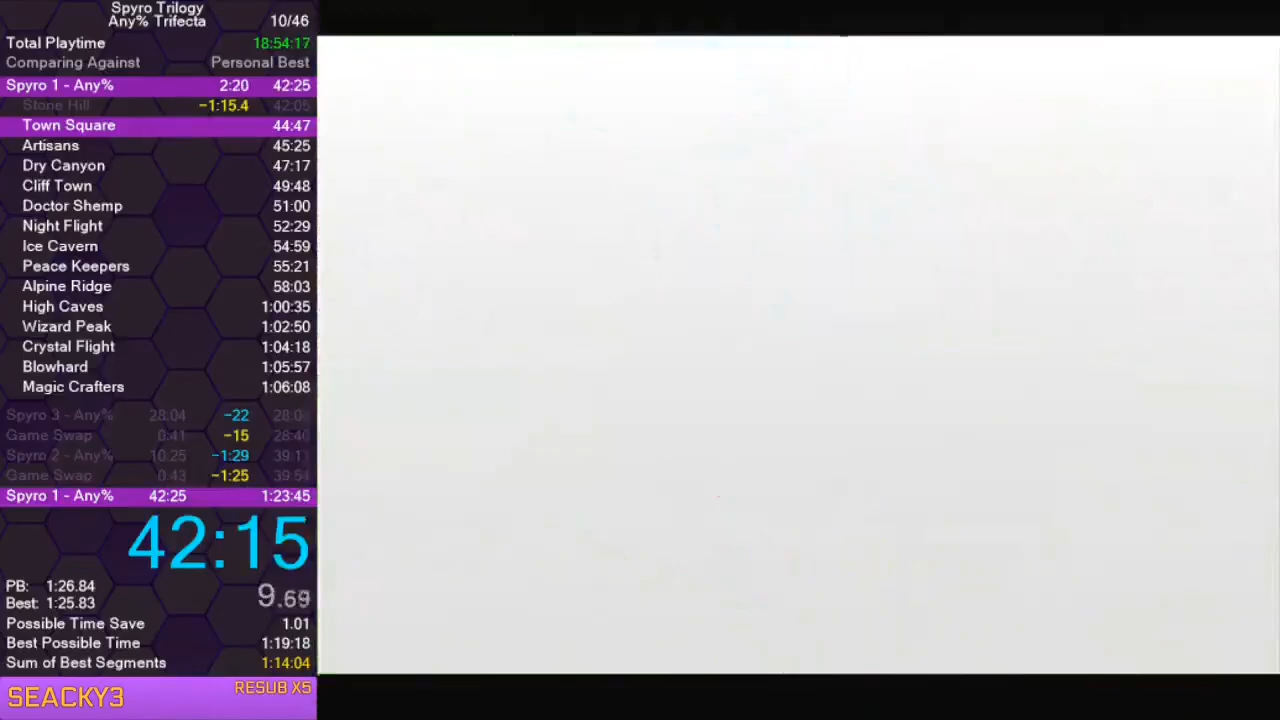 Spyro Trilogy
Any% Trifecta 10/46
Total Playtime 18:54:17
Comparing Against Personal Best
Spyro 1 - Any% 2:20 42:25
Stone Hill −1:15.4 42:05
Town Square 44:47
Artisans 45:25
Dry Canyon 47:17
Cliff Town 49:48
Doctor Shemp 51:00
Night Flight 52:29
Ice Cavern 54:59
Peace Keepers 55:21
Alpine Ridge 58:03
High Caves 1:00:35
Wizard Peak 1:02:50
Crystal Flight 1:04:18
Blowhard 1:05:57
Magic Crafters 1:06:08
Spyro 3 - Any% 28.04 −22
Game Swap 0:41 −15 28:40
Spyro 2 - Any% 10:25 −1:29
Game Swap 0:43 −1:25 39:54
Spyro 1 - Any% 42:25 1:23:45
42:15
PB: 1:26.84
Best: 1:25.83 9.69
Possible Time Save 1.01
Best Possible Time 1:19:18
Sum of Best Segments 1:14:04
SEACKY3 RESUB X5